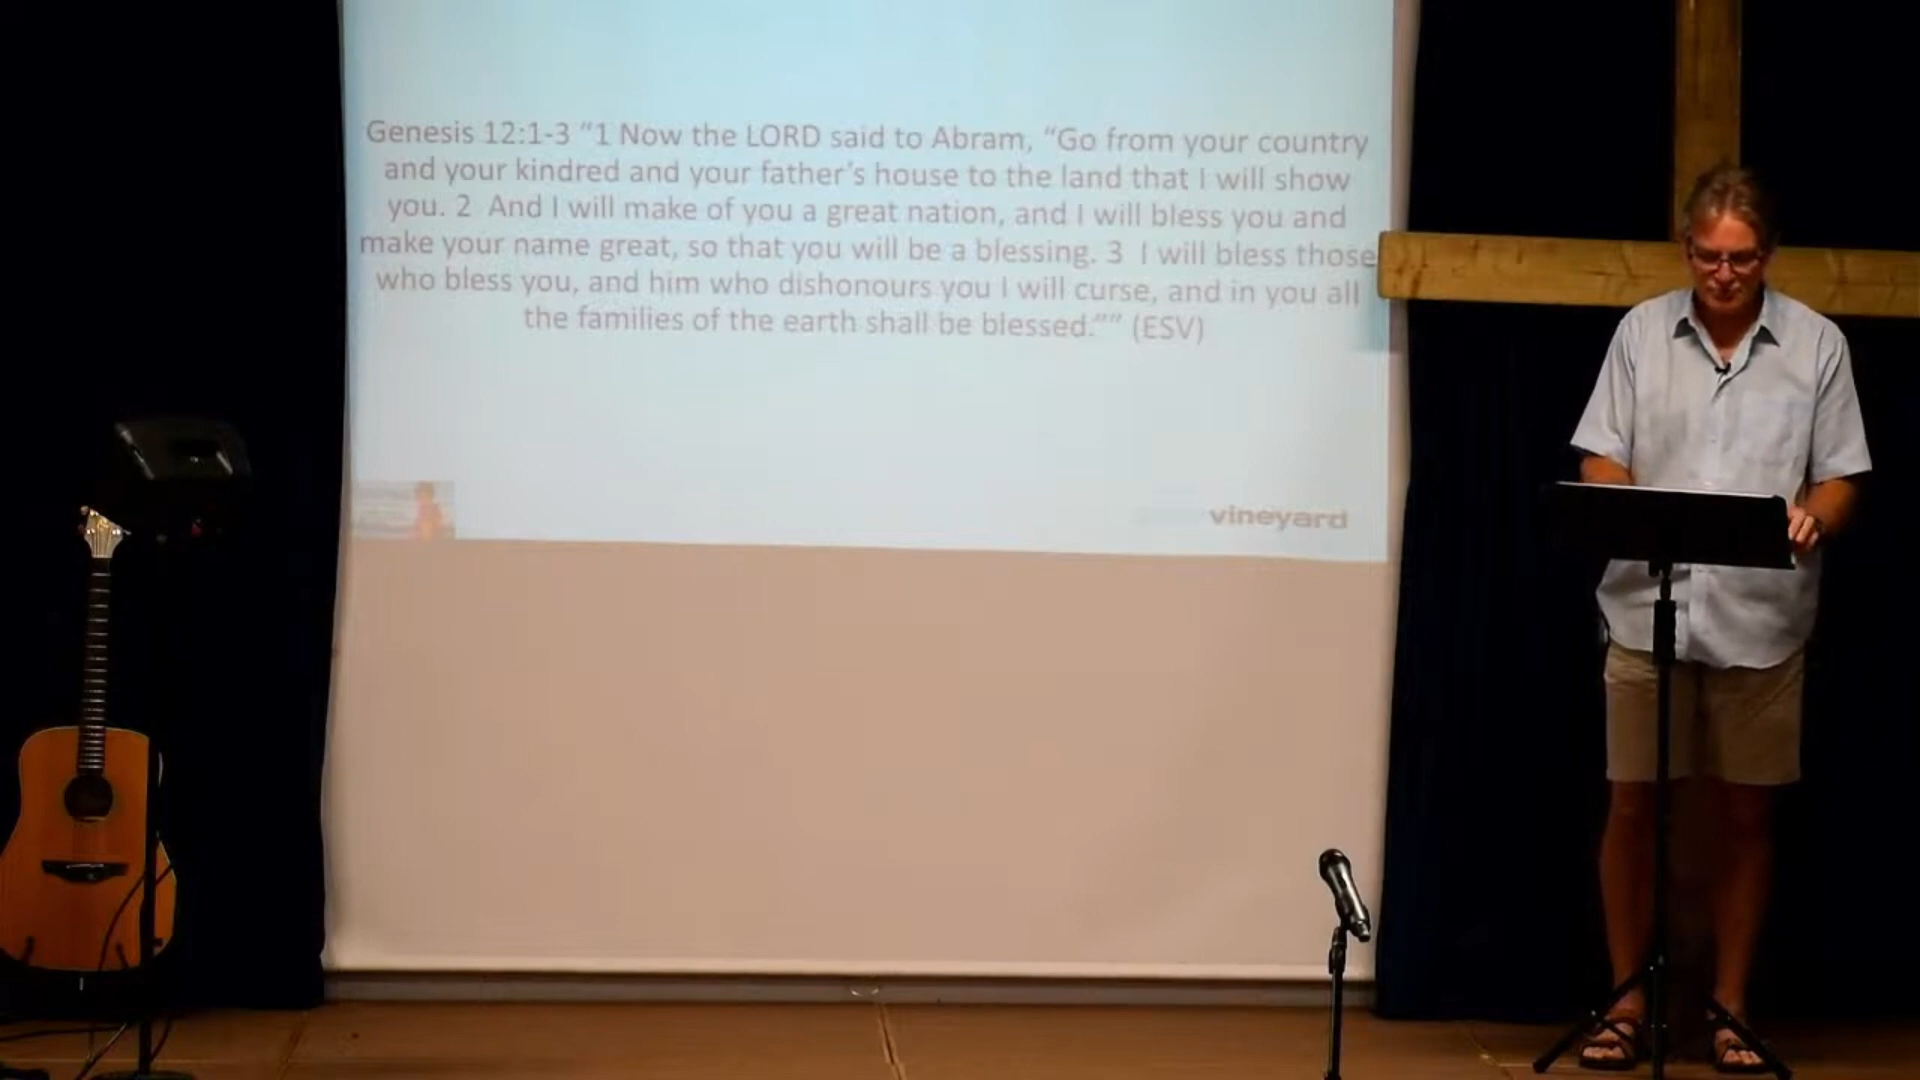 Genesis 12:1-3 “1 Now the LORD said to Abram, “Go from your country
and your kindred and your father’s house to the land that I will show
you. 2 And I will make of you a great nation, and I will bless you and
make your name great, so that you will be a blessing. 3 I will bless those
who bless you, and him who dishonours you I will curse, and in you all
the families of the earth shall be blessed.”” (ESV)
vineyard